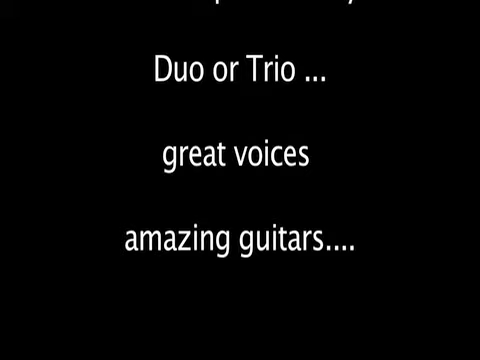 Duo or Trio ...
great voices
amazing guitars....